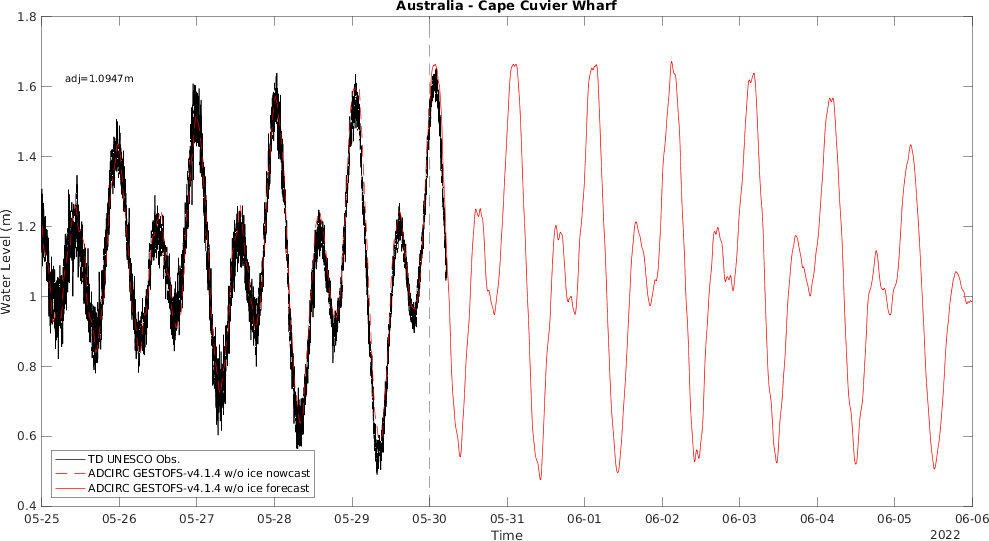 Australia - Cape Cuvier Wharf
1.8
1.6
1.4
1.2
1
0.8
0.6
0.4
Water Level (m)
adj=1.0947m
TD UNESCO Obs.
ADCIRC GESTOFS-v4.1.4 w/o ice nowcast
ADCIRC GESTOFS-v4.1.4 w/o ice forecast
05-25 05-26 05-27 05-28 05-29 05-30 05-31 06-01 06-02 06-03 06-04 06-05 06-06
Time
2022